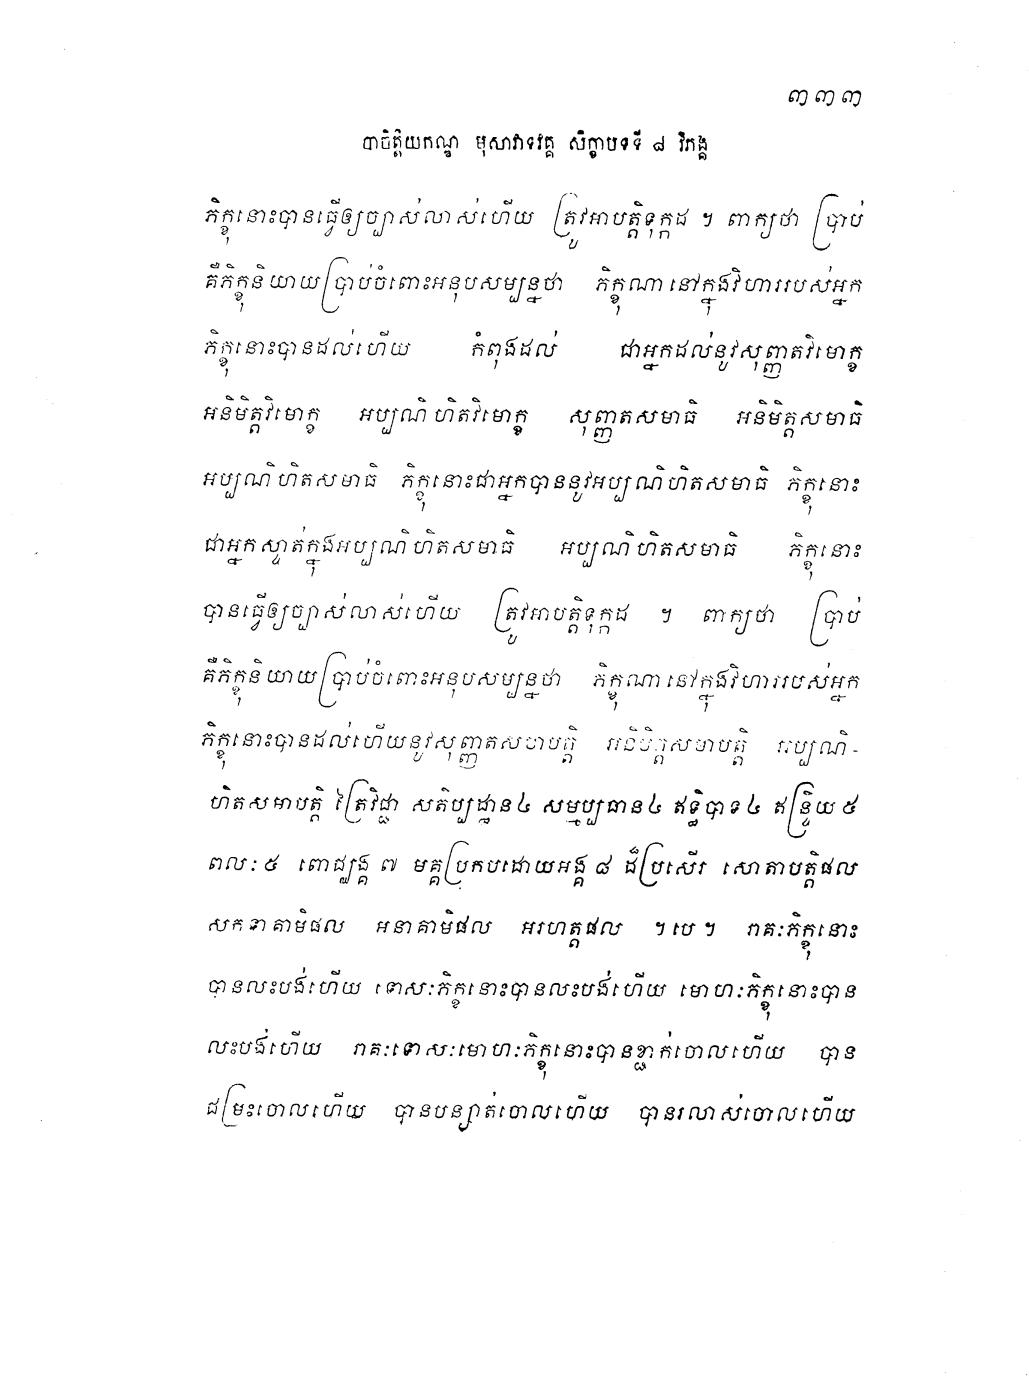 ៣៣៣
បាចិត្តិយកណ្ឌ មុសាវាទវគ្គ សិក្ខាបទទី ៨ វិភង្គ
ភិក្ខុនោះបានធ្វើឲ្យច្បាស់លាស់ហើយ ត្រូវអាបត្តិទុក្កដ ។ ពាក្យថា ប្រាប់
គឺភិក្ខុនិយាយប្រាប់ចំពោះអនុបសម្បន្នថា ភិក្ខុណានៅក្នុងវិហាររបស់អ្នក
ភិក្ខុនោះបានដល់ហើយ កំពុងដល់ ជាអ្នកដល់នូវសុញ្ញតវិមោក្ខ
អនិមិត្តវិមោក្ខ អប្បណិហិតវិមោក្ខ សុញ្ញតសមាធិ អនិមិត្តសមាធិ
អប្បណិហិតសមាធិ ភិក្ខុនោះជាអ្នកបាននូវអប្បណិហិតសមាធិ ភិក្ខុនោះ
ជាអ្នកស្ទាត់ក្នុងអប្បណិហិតសមាធិ អប្បណិហិតសមាធិ ភិក្ខុនោះ
បានធ្វើឲ្យច្បាស់លាស់ហើយ ត្រូវអាបត្តិទុក្កដ ។ ពាក្យថា ប្រាប់
គឺភិក្ខុនិយាយប្រាប់ចំពោះអនុបសម្បន្នថា ភិក្ខុណានៅក្នុងវិហាររបស់អ្នក
ភិក្ខុនោះបានដល់ហើយនូវសុញ្ញតសមាបត្តិ អនិមិត្តសមាបត្តិ អប្បណិ-
ហិតសមាបត្តិ ត្រៃវិជ្ជា សតិប្បដ្ឋាន៤ សម្មប្បធាន៤ ឥទ្ធិបាទ៤ ឥន្ទ្រិយ ៥
ពលៈ ៥ ពោជ្ឈង្គ ៧ មគ្គប្រកបដោយអង្គ ៨ ដ៏ប្រសើរ សោតាបត្តិផល
សកទាគាមិផល អនាគាមិផល អរហត្តផល ។ បេ ។ រាគៈភិក្ខុនោះ
បានលះបង់ហើយ ទោសៈភិក្ខុនោះបានលះបង់ហើយ មោហៈភិក្ខុនោះបាន
លះបង់ហើយ រាគៈទោសៈមោហៈភិក្ខុនោះបានខ្ជាក់ចោលហើយ បាន
ជម្រះចោលហើយ បានបន្សាត់ចោលហើយ បានរលាស់ចោលហើយ